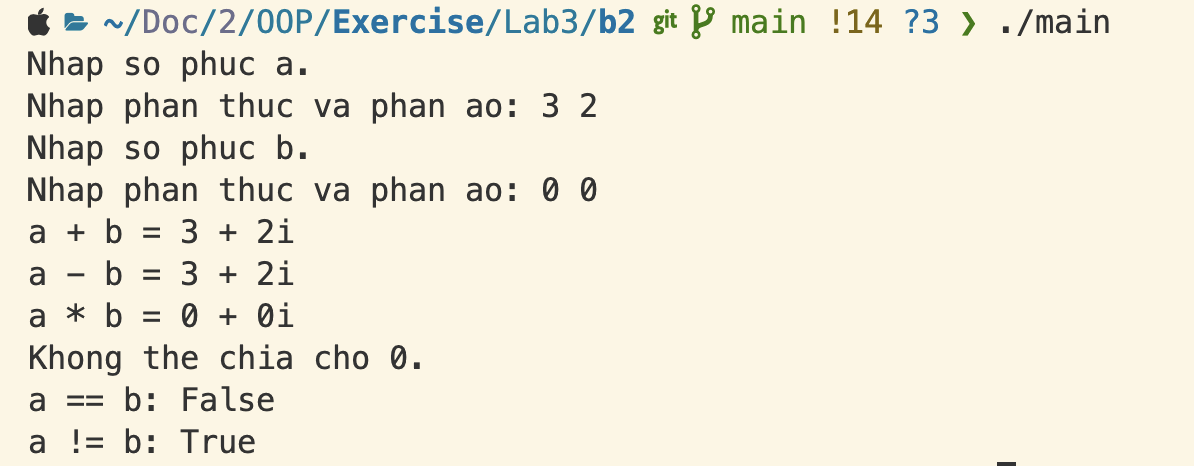 ~/Doc/2/OOP/Exercise/Lab3/b2 git main !14 ?3 ❯ ./main
Nhap so phuc a.
Nhap phan thuc va phan ao: 3 2
Nhap so phuc b.
Nhap phan thuc va phan ao: 0 0
a + b = 3 + 2i
a - b = 3 + 2i
a * b = 0 + 0i
Khong the chia cho 0.
a == b: False
a != b: True